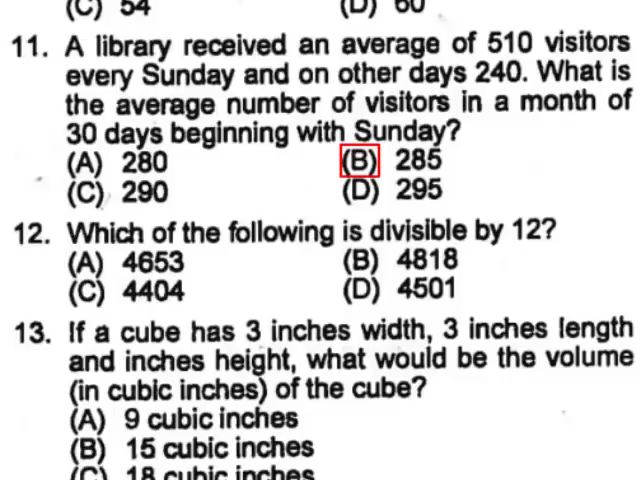 (C) 54 (D) 60
11. A library received an average of 510 visitors
every Sunday and on other days 240. What is
the average number of visitors in a month of
30 days beginning with Sunday?
(A) 280 (B) 285
(C) 290 (D) 295
12. Which of the following is divisible by 12?
(A) 4653 (B) 4818
(C) 4404 (D) 4501
13. If a cube has 3 inches width, 3 inches length
and inches height, what would be the volume
(in cubic inches) of the cube?
(A) 9 cubic inches
(B) 15 cubic inches
(C) 18 cubic inches